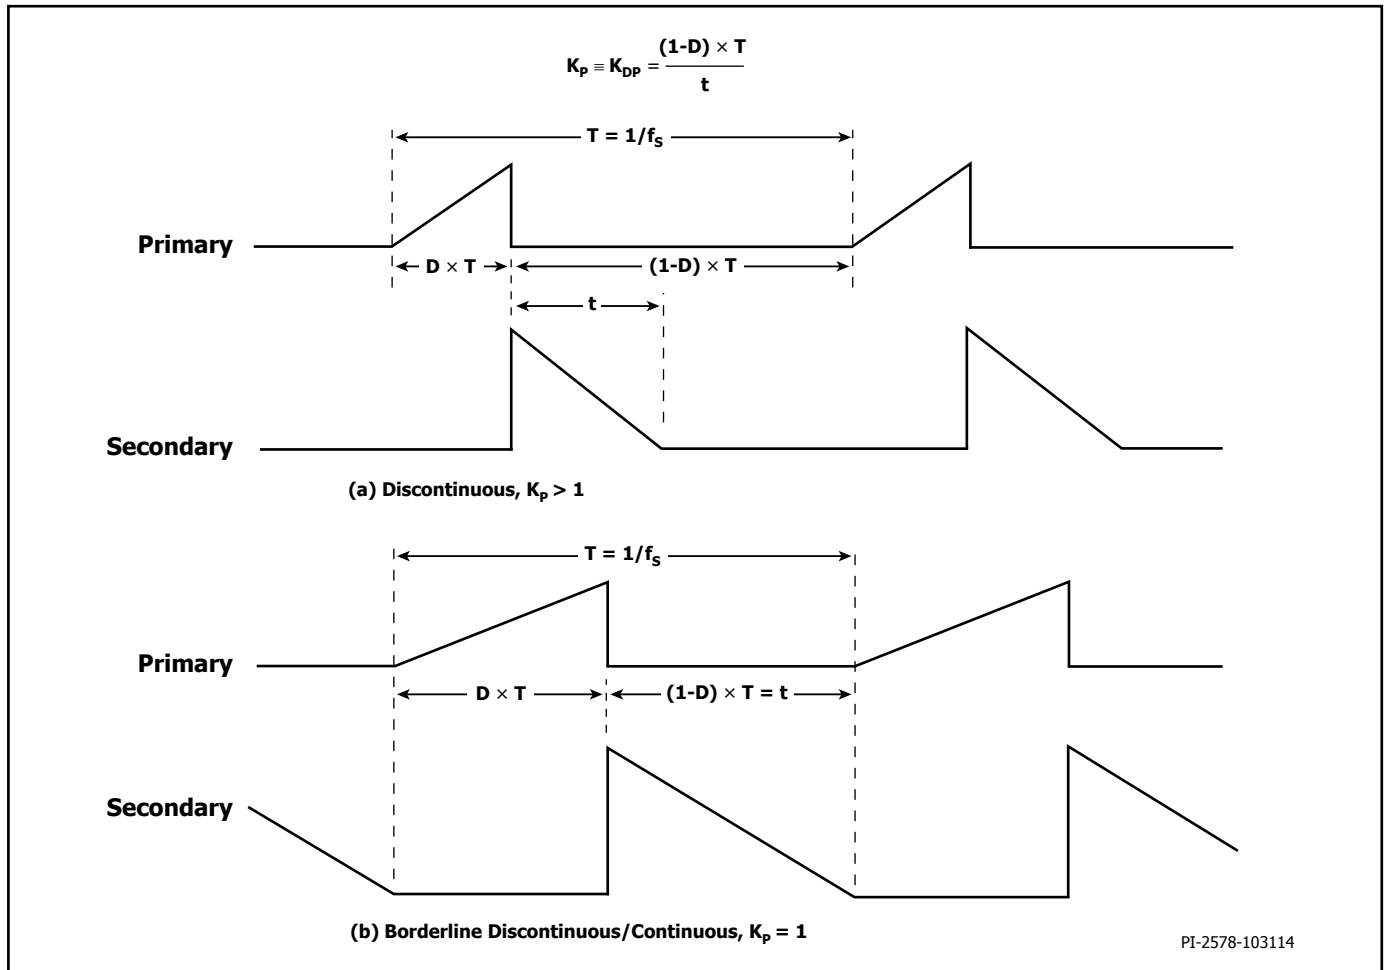 K_P ≡ K_DP = (1-D) × T / t
T = 1/f_S
Primary
D × T
(1-D) × T
t
Secondary
(a) Discontinuous, K_P > 1
T = 1/f_S
Primary
D × T
(1-D) × T = t
Secondary
(b) Borderline Discontinuous/Continuous, K_P = 1
PI-2578-103114